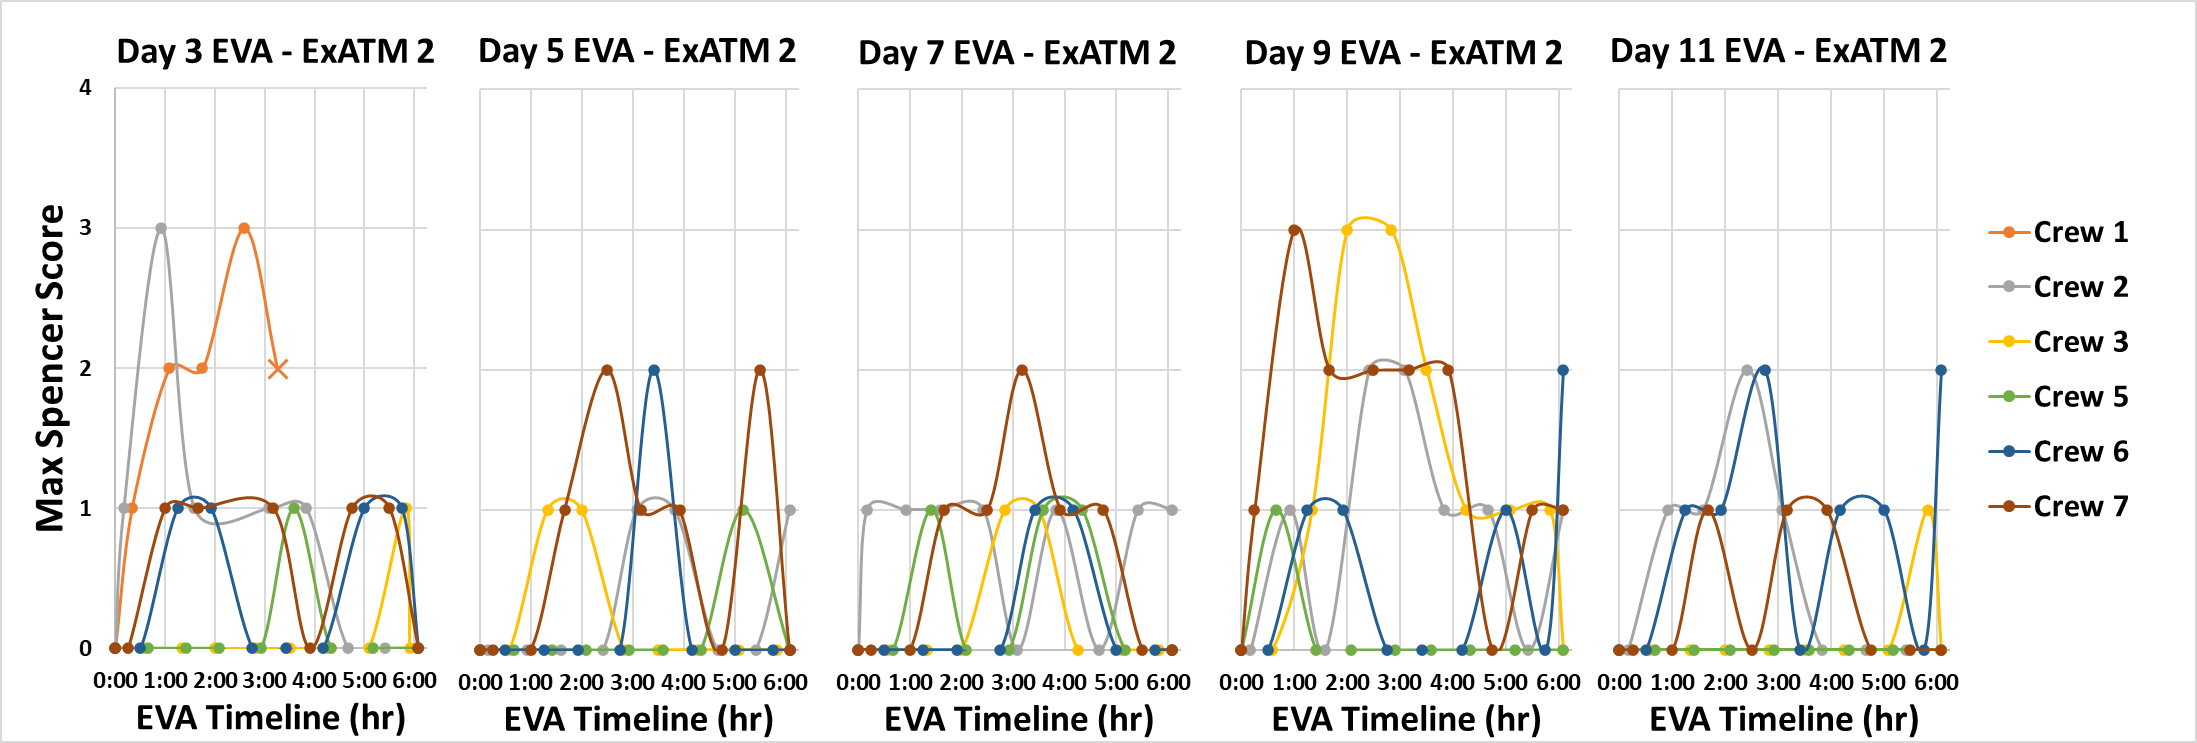 Day 3 EVA - ExATM 2
Day 5 EVA - ExATM 2
Day 7 EVA - ExATM 2
Day 9 EVA - ExATM 2
Day 11 EVA - ExATM 2
Max Spencer Score
4
3
2
1
0
0:00 1:00 2:00 3:00 4:00 5:00 6:00
0:00 1:00 2:00 3:00 4:00 5:00 6:00
0:00 1:00 2:00 3:00 4:00 5:00 6:00
0:00 1:00 2:00 3:00 4:00 5:00 6:00
0:00 1:00 2:00 3:00 4:00 5:00 6:00
EVA Timeline (hr)
EVA Timeline (hr)
EVA Timeline (hr)
EVA Timeline (hr)
EVA Timeline (hr)
Crew 1
Crew 2
Crew 3
Crew 5
Crew 6
Crew 7